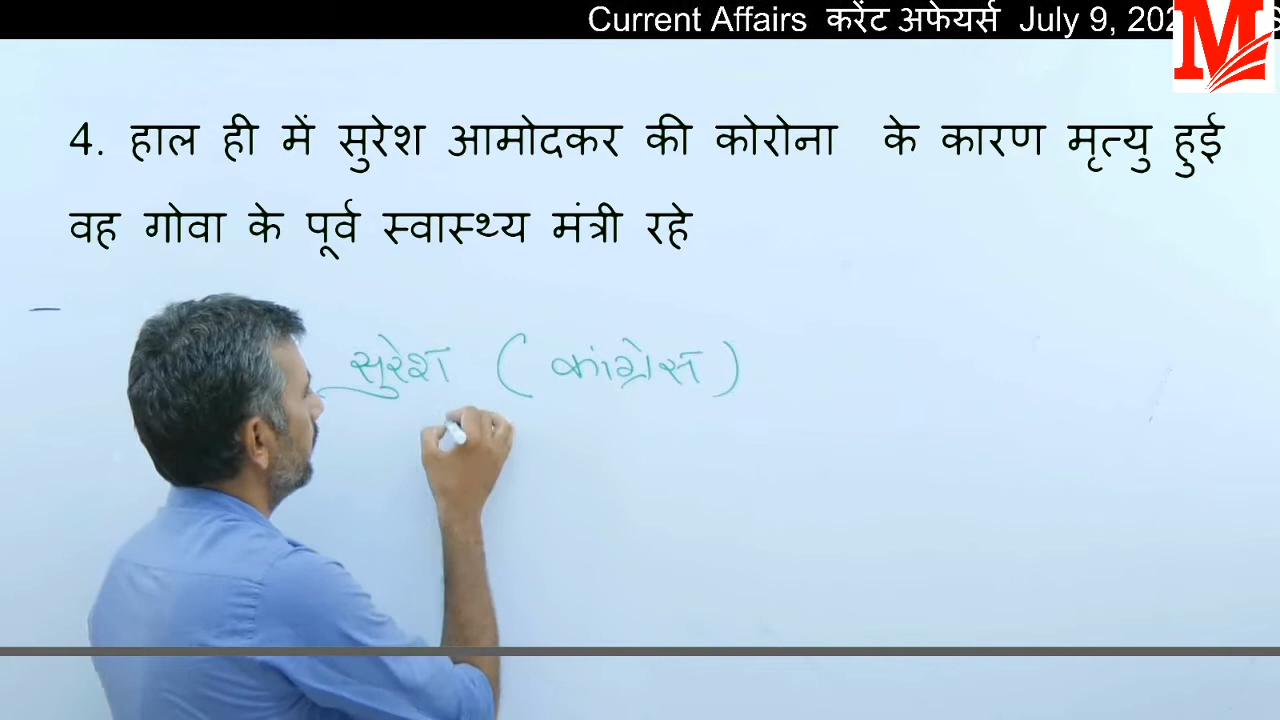 Current Affairs करेंट अफेयर्स July 9, 202
M
4. हाल ही में सुरेश आमोदकर की कोरोना के कारण मृत्यु हुई
वह गोवा के पूर्व स्वास्थ्य मंत्री रहे
सुरेश (कांग्रेस)